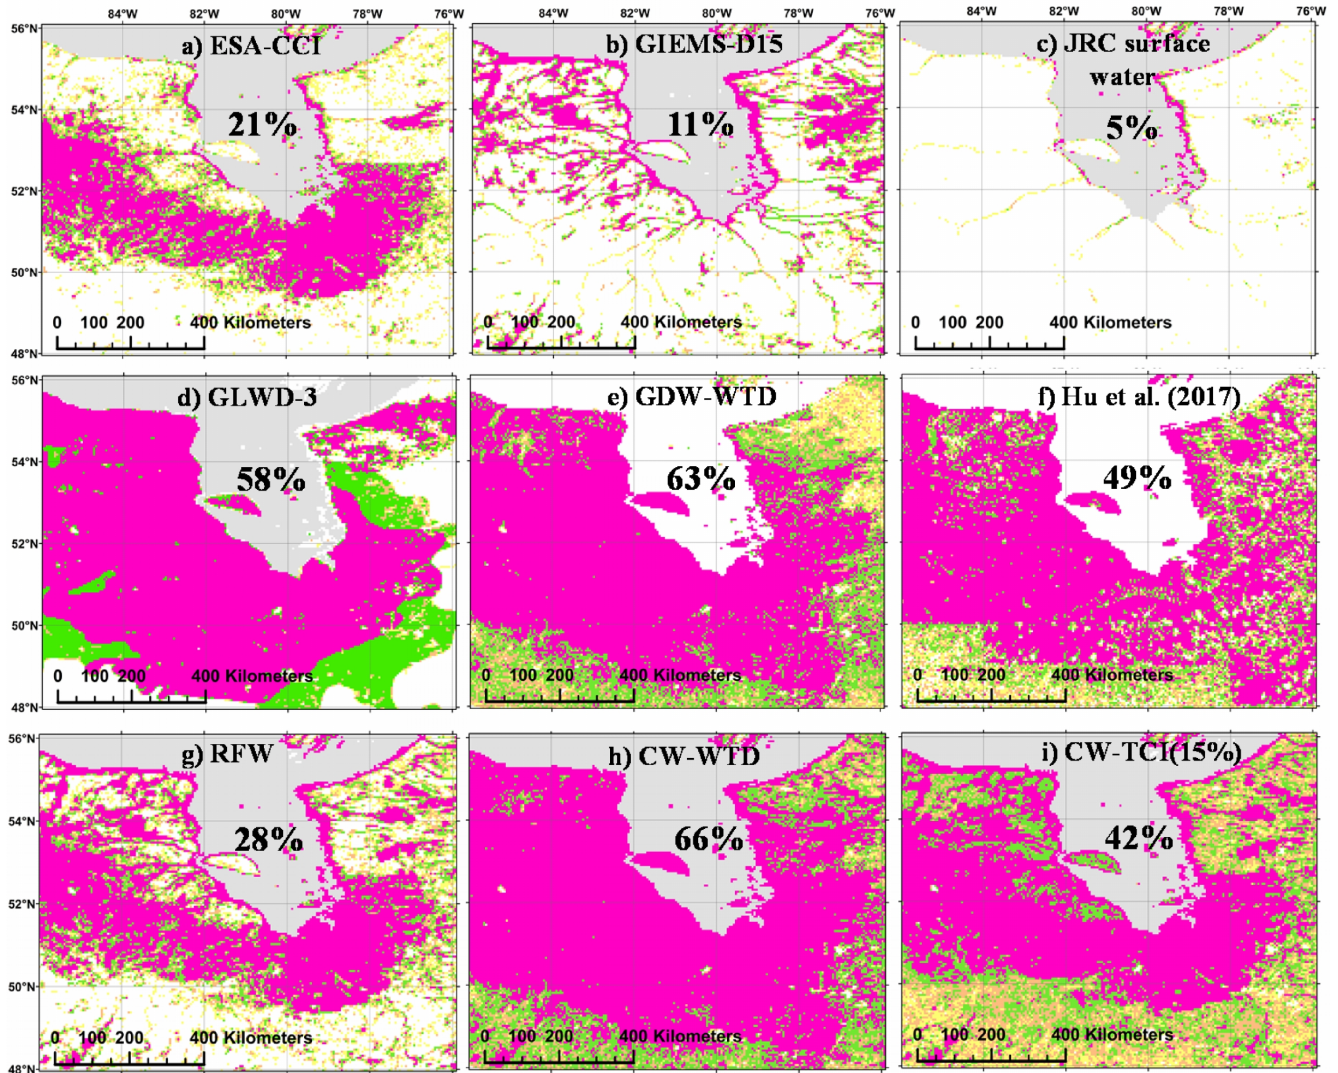 84°W 82°W 80°W 78°W 76°W 84°W 82°W 80°W 78°W 76°W 84°W 82°W 80°W 78°W 76°W
56°N
a) ESA-CCI
b) GIEMS-D15
c) JRC surface
water
54°N
21%
11%
5%
52°N
50°N
0 100 200 400 Kilometers
0 100 200 400 Kilometers
0 100 200 400 Kilometers
48°N
56°N
d) GLWD-3
e) GDW-WTD
f) Hu et al. (2017)
54°N
58%
63%
49%
52°N
50°N
0 100 200 400 Kilometers
0 100 200 400 Kilometers
0 100 200 400 Kilometers
48°N
56°N
g) RFW
h) CW-WTD
i) CW-TCI(15%)
54°N
28%
66%
42%
52°N
50°N
0 100 200 400 Kilometers
0 100 200 400 Kilometers
0 100 200 400 Kilometers
48°N